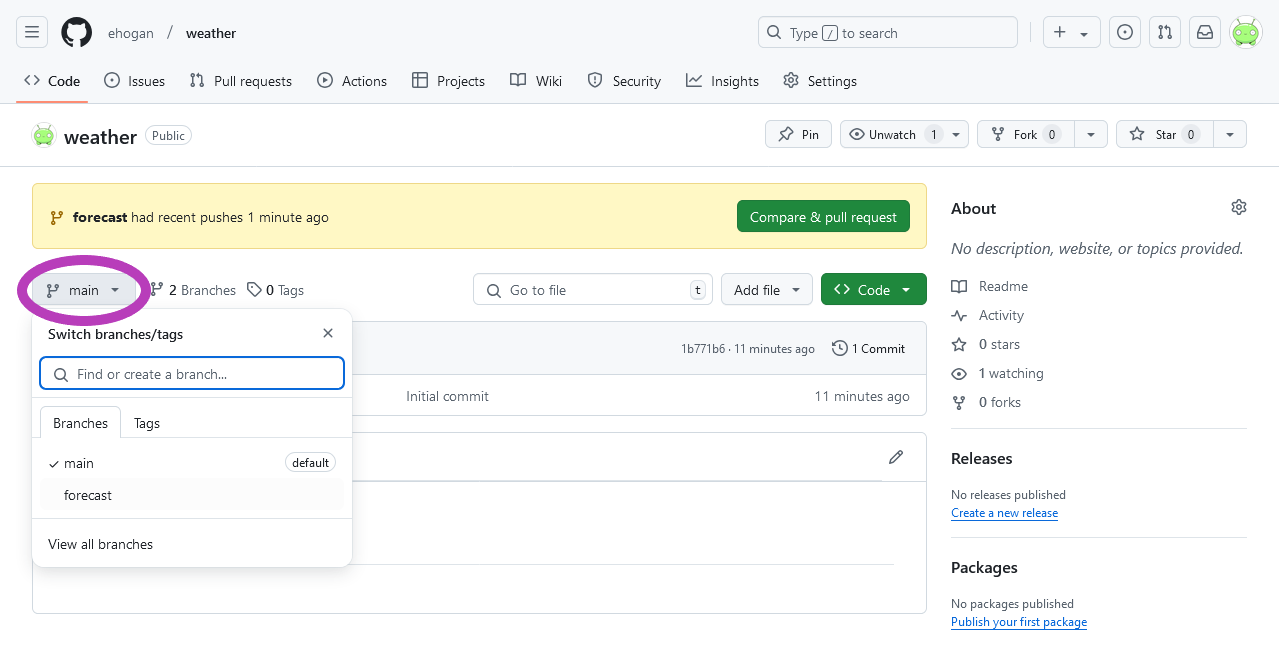 ehogan / weather
Type / to search
Code Issues Pull requests Actions Projects Wiki Security Insights Settings
weather Public
Pin Unwatch 1 Fork 0 Star 0
forecast had recent pushes 1 minute ago
Compare & pull request
main 2 Branches 0 Tags
Go to file t
Add file
Code
Switch branches/tags
Find or create a branch...
Branches Tags
main default
forecast
View all branches
1b771b6 · 11 minutes ago 1 Commit
Initial commit 11 minutes ago
About
No description, website, or topics provided.
Readme
Activity
0 stars
1 watching
0 forks
Releases
No releases published
Create a new release
Packages
No packages published
Publish your first package